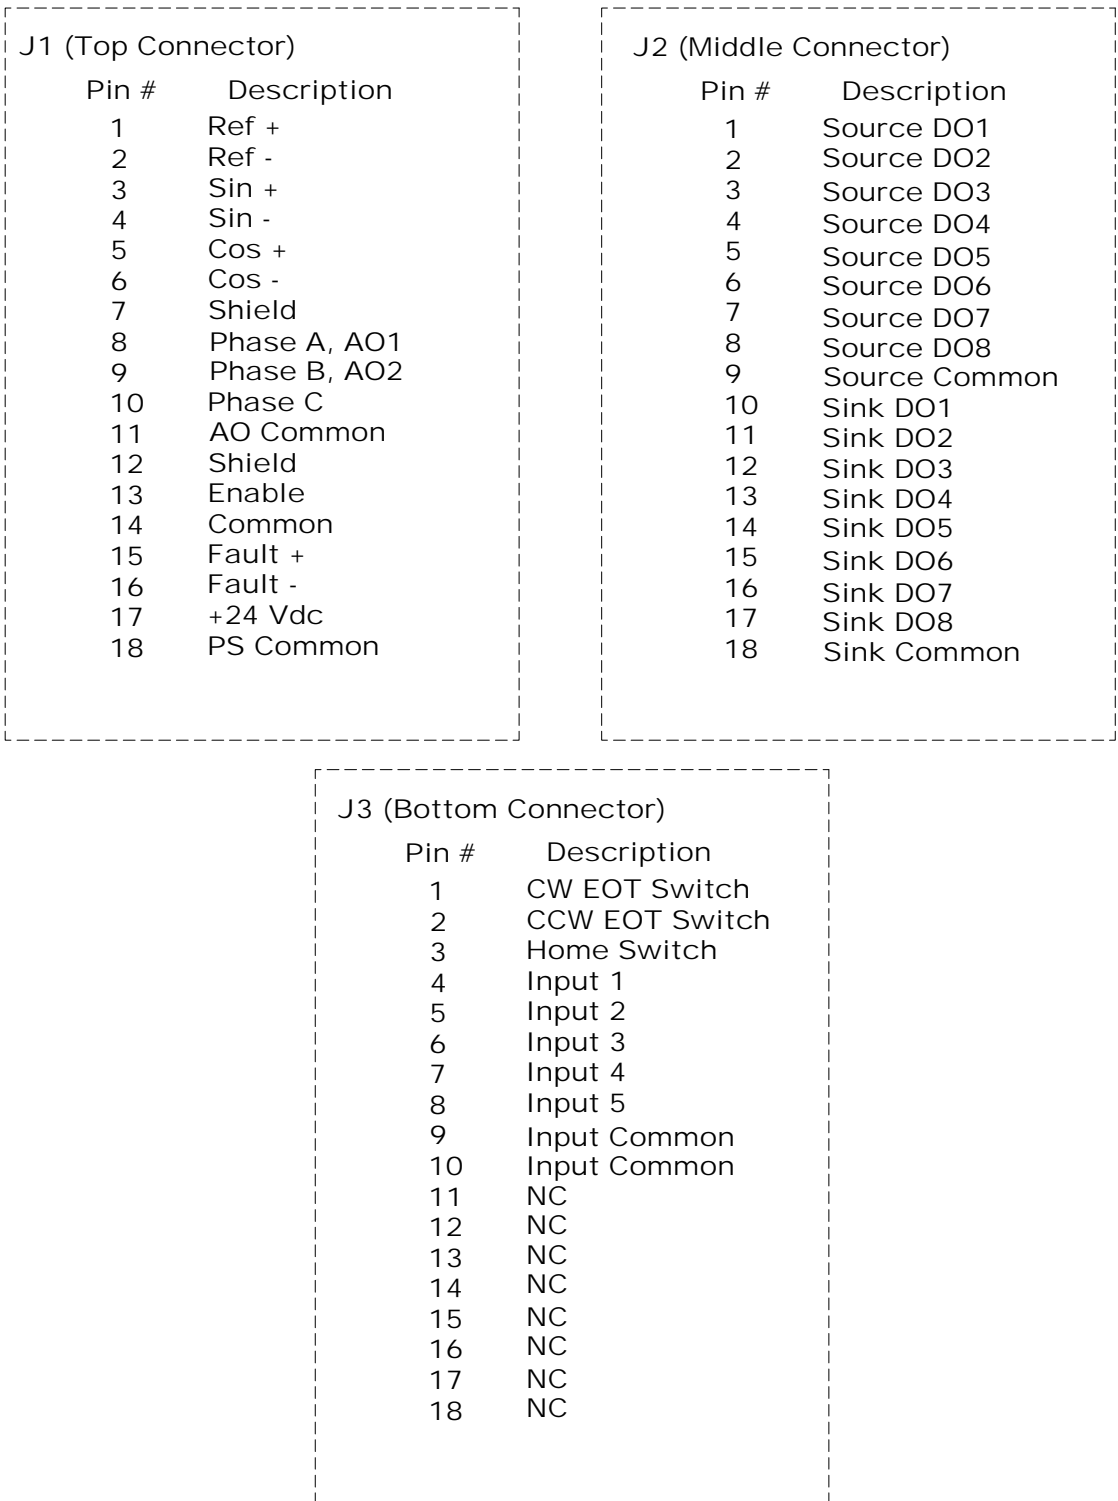 J1 (Top Connector)
Pin # Description
1 Ref +
2 Ref -
3 Sin +
4 Sin -
5 Cos +
6 Cos -
7 Shield
8 Phase A, AO1
9 Phase B, AO2
10 Phase C
11 AO Common
12 Shield
13 Enable
14 Common
15 Fault +
16 Fault -
17 +24 Vdc
18 PS Common
J2 (Middle Connector)
Pin # Description
1 Source DO1
2 Source DO2
3 Source DO3
4 Source DO4
5 Source DO5
6 Source DO6
7 Source DO7
8 Source DO8
9 Source Common
10 Sink DO1
11 Sink DO2
12 Sink DO3
13 Sink DO4
14 Sink DO5
15 Sink DO6
16 Sink DO7
17 Sink DO8
18 Sink Common
J3 (Bottom Connector)
Pin # Description
1 CW EOT Switch
2 CCW EOT Switch
3 Home Switch
4 Input 1
5 Input 2
6 Input 3
7 Input 4
8 Input 5
9 Input Common
10 Input Common
11 NC
12 NC
13 NC
14 NC
15 NC
16 NC
17 NC
18 NC